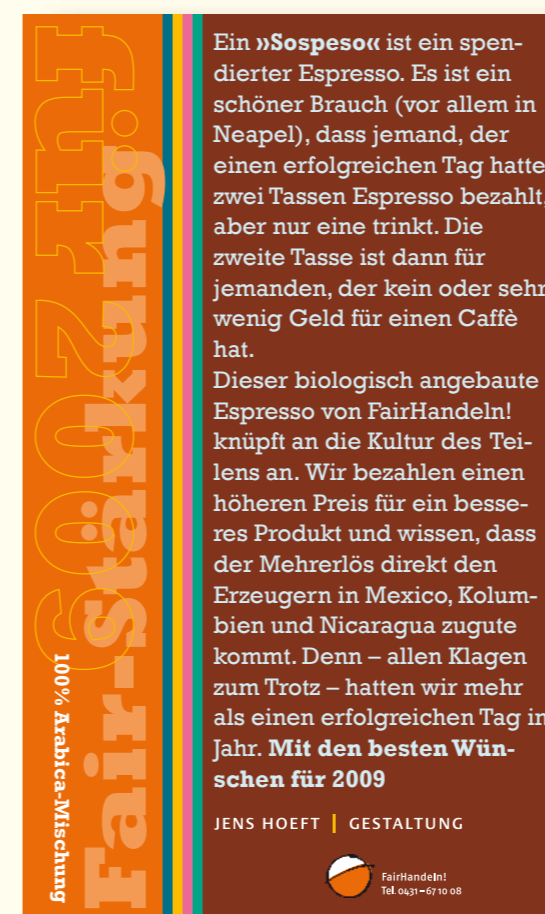 für 2009
Fair-Stärkung
100% Arabica-Mischung
Ein »Sospeso« ist ein spen-
dierter Espresso. Es ist ein
schöner Brauch (vor allem in
Neapel), dass jemand, der
einen erfolgreichen Tag hatte
zwei Tassen Espresso bezahlt,
aber nur eine trinkt. Die
zweite Tasse ist dann für
jemanden, der kein oder sehr
wenig Geld für einen Caffè
hat.
Dieser biologisch angebaute
Espresso von FairHandeln!
knüpft an die Kultur des Tei-
lens an. Wir bezahlen einen
höheren Preis für ein besse-
res Produkt und wissen, dass
der Mehrerlös direkt den
Erzeugern in Mexico, Kolum-
bien und Nicaragua zugute
kommt. Denn – allen Klagen
zum Trotz – hatten wir mehr
als einen erfolgreichen Tag in
Jahr. Mit den besten Wün-
schen für 2009
JENS HOEFT | GESTALTUNG
FairHandeln!
Tel. 0431–67 10 08